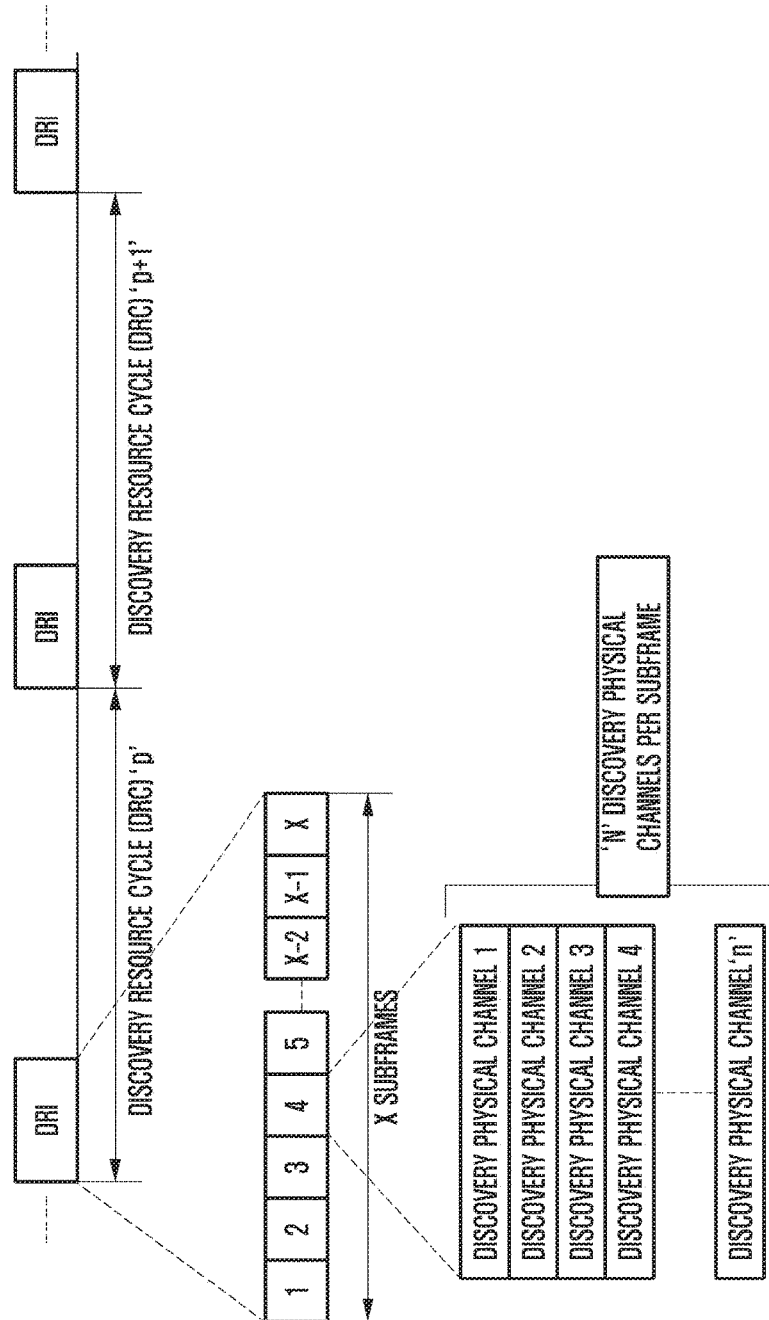 DRI
DRI
DRI
DISCOVERY RESOURCE CYCLE (DRC) 'p'
DISCOVERY RESOURCE CYCLE (DRC) 'p+1'
1
2
3
4
5
X-2
X-1
X
X SUBFRAMES
DISCOVERY PHYSICAL CHANNEL 1
DISCOVERY PHYSICAL CHANNEL 2
DISCOVERY PHYSICAL CHANNEL 3
DISCOVERY PHYSICAL CHANNEL 4
DISCOVERY PHYSICAL CHANNEL 'n'
'N' DISCOVERY PHYSICAL
CHANNELS PER SUBFRAME